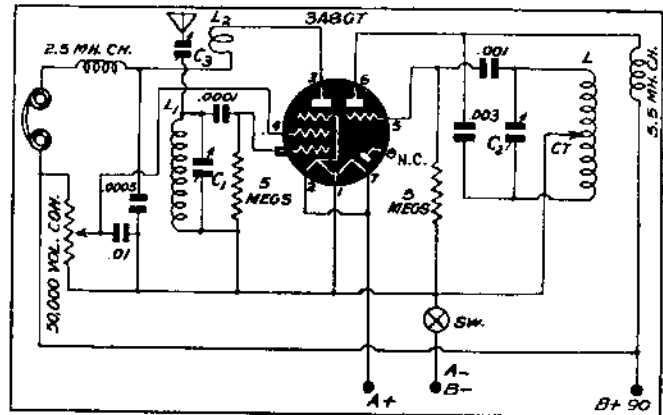 3A8GT
L2
2.5 MH. CH.
C3
3
6
.001
L
L1
.0001
4
5
5.5 MH. CH.
.003
C2
CT
8
N.C.
C1
5
MEGS
2
1
7
5
MEGS
.0005
.01
50,000 VOL. CON.
SW.
A+
A-
B-
B+ 90